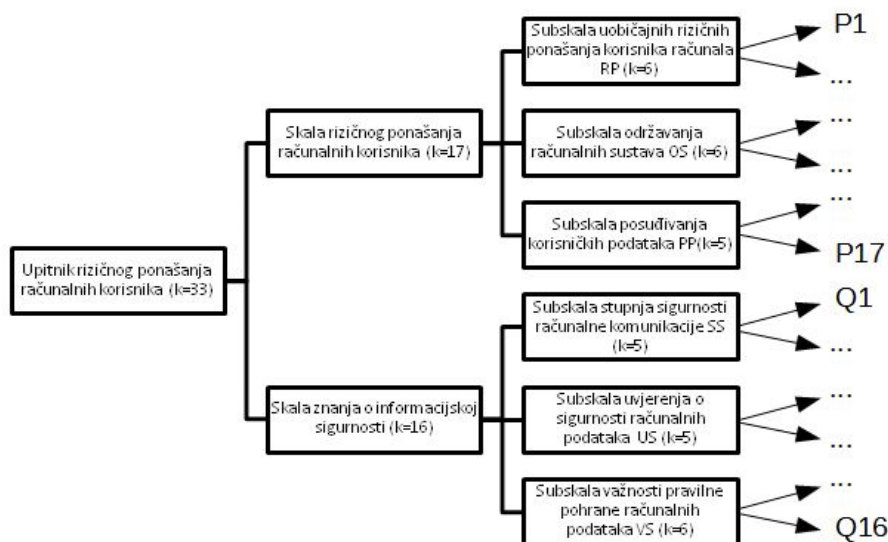 Subskala uobičajnih rizičnih
ponašanja korisnika računala
RP (k=6)
P1
...
Skala rizičnog ponašanja
računalnih korisnika (k=17)
Subskala održavanja
računalnih sustava OS (k=6)
...
...
Subskala posuđivanja
korisničkih podataka PP(k=5)
...
P17
Upitnik rizičnog ponašanja
računalnih korisnika (k=33)
Subskala stupnja sigurnosti
računalne komunikacije SS
(k=5)
Q1
...
Skala znanja o informacijskoj
sigurnosti (k=16)
Subskala uvjerenja o
sigurnosti računalnih
podataka US (k=5)
...
...
Subskala važnosti pravilne
pohrane računalnih
podataka VS (k=6)
...
Q16